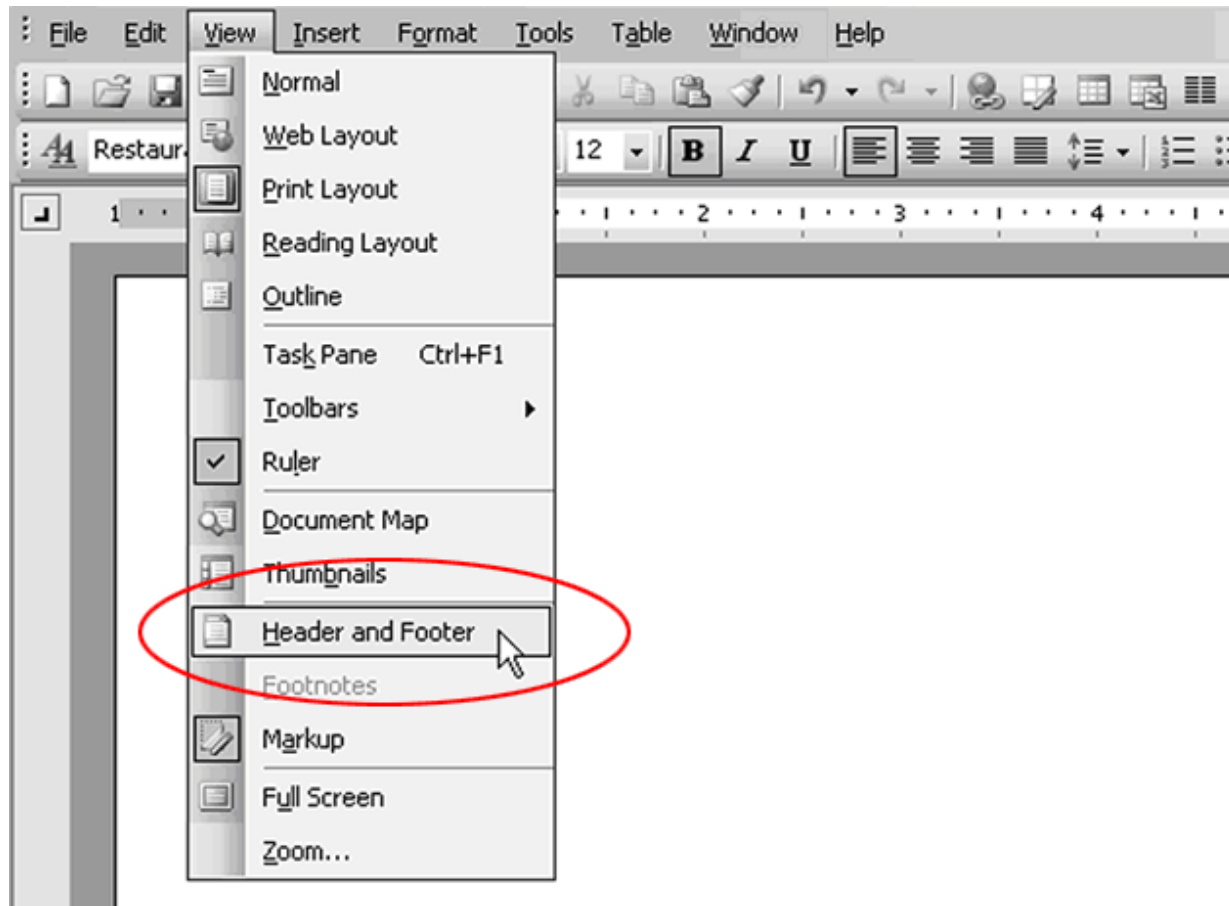 File Edit View Insert Format Tools Table Window Help
Normal
Web Layout
Restaur 12 B I U
Print Layout
1 2 3 4
Reading Layout
Outline
Task Pane Ctrl+F1
Toolbars
Ruler
Document Map
Thumbnails
Header and Footer
Footnotes
Markup
Full Screen
Zoom...